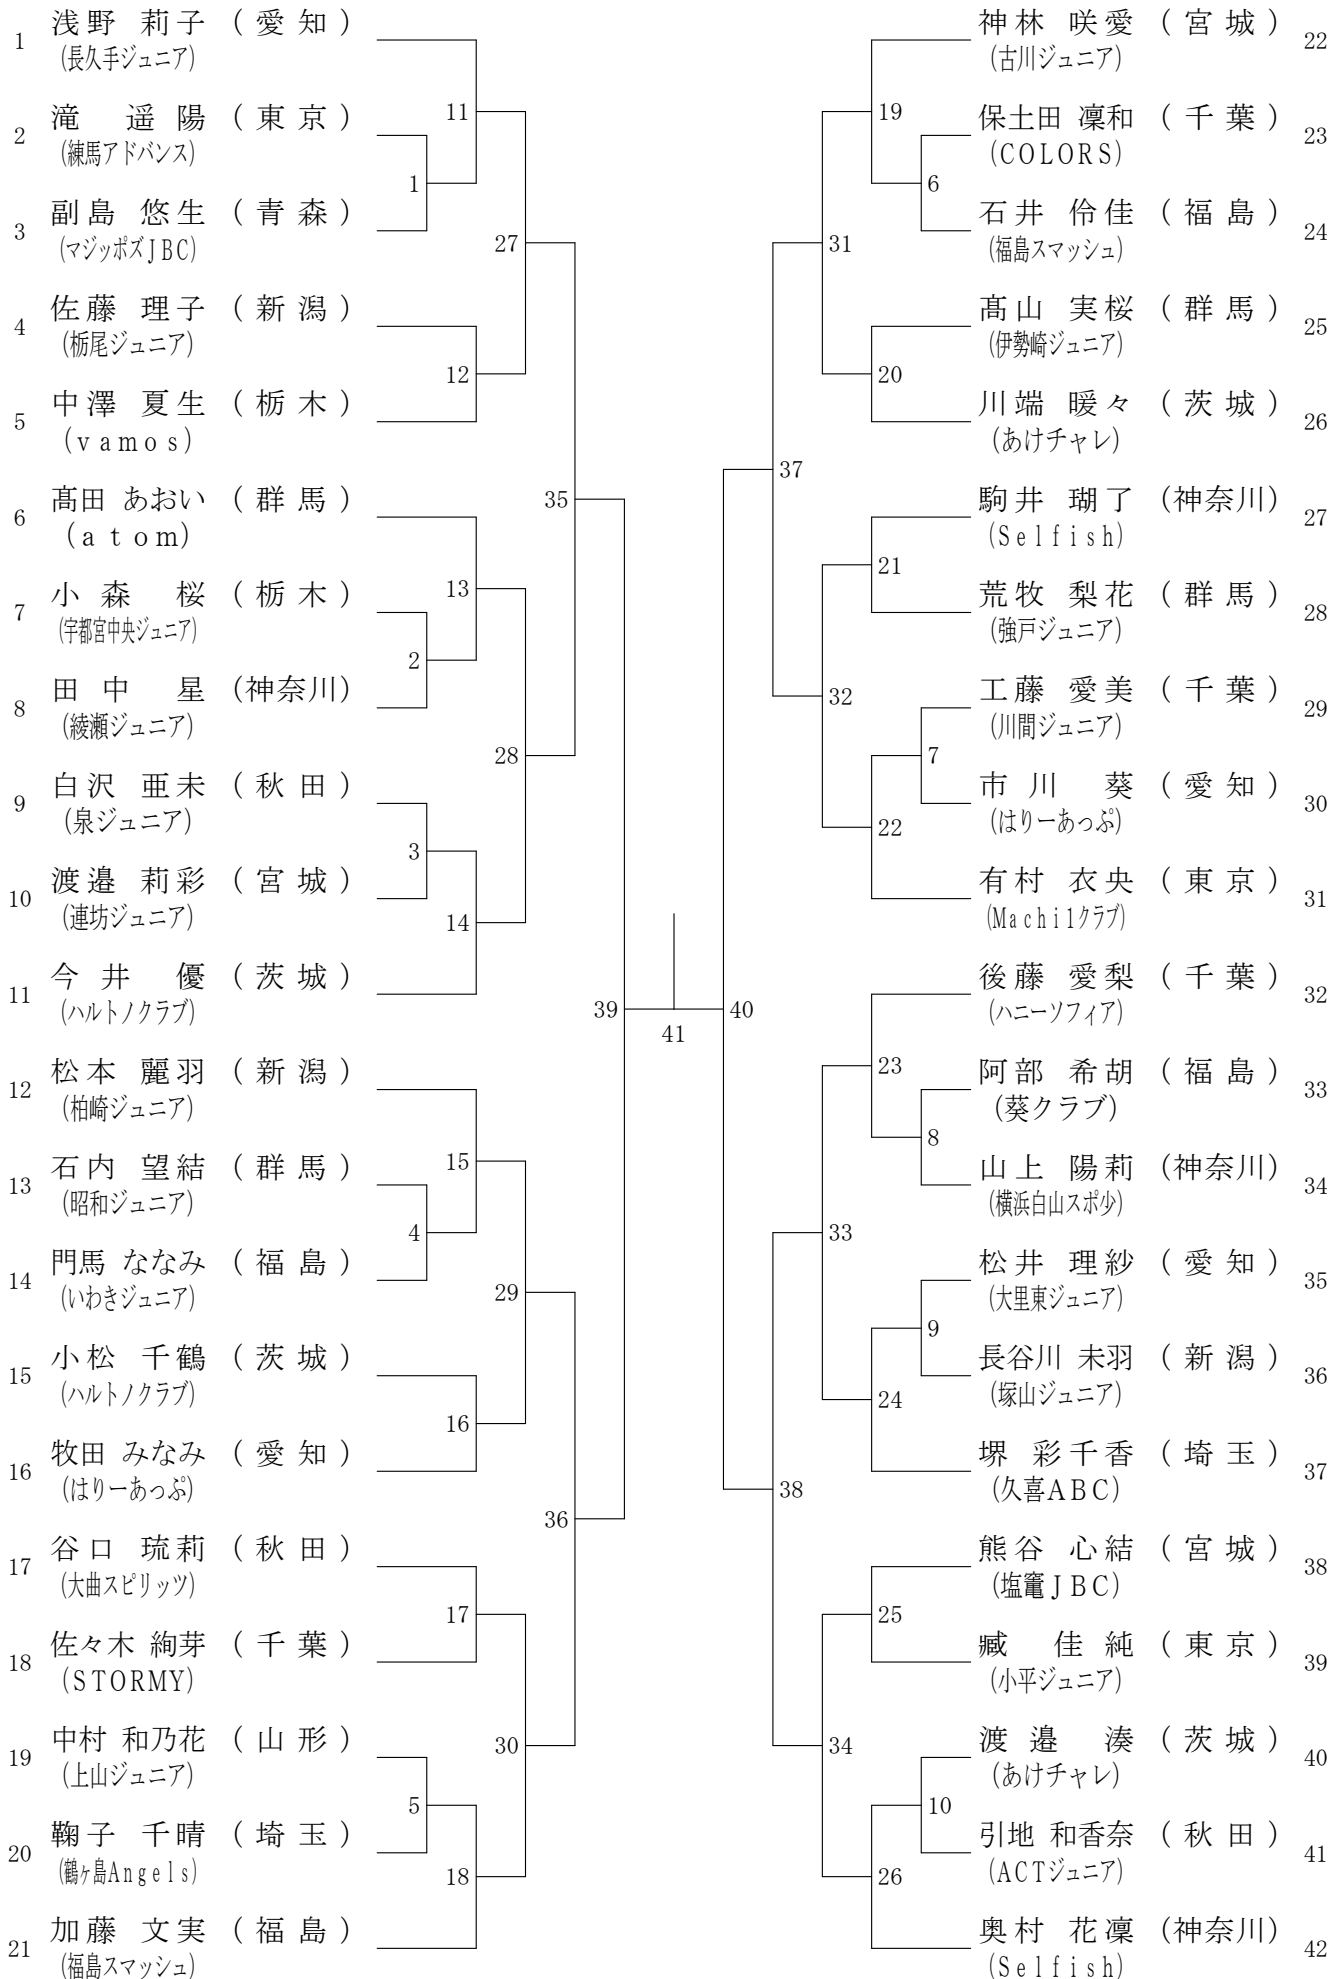 1 浅野 莉子 (愛知)
(長久手ジュニア)
2 滝 遥陽 (東京)
(練馬アドバンス)
3 副島 悠生 (青森)
(マジッポズJBC)
4 佐藤 理子 (新潟)
(栃尾ジュニア)
5 中澤 夏生 (栃木)
(vamos)
6 髙田 あおい (群馬)
(atom)
7 小森 桜 (栃木)
(宇都宮中央ジュニア)
8 田中 星 (神奈川)
(綾瀬ジュニア)
9 白沢 亜未 (秋田)
(泉ジュニア)
10 渡邉 莉彩 (宮城)
(連坊ジュニア)
11 今井 優 (茨城)
(ハルトノクラブ)
12 松本 麗羽 (新潟)
(柏崎ジュニア)
13 石内 望結 (群馬)
(昭和ジュニア)
14 門馬 ななみ (福島)
(いわきジュニア)
15 小松 千鶴 (茨城)
(ハルトノクラブ)
16 牧田 みなみ (愛知)
(はりーあっぷ)
17 谷口 琉莉 (秋田)
(大曲スピリッツ)
18 佐々木 絢芽 (千葉)
(STORMY)
19 中村 和乃花 (山形)
(上山ジュニア)
20 鞠子 千晴 (埼玉)
(鶴ヶ島Angels)
21 加藤 文実 (福島)
(福島スマッシュ)
11
1
27
12
35
13
2
28
3
14
39
15
4
29
16
36
17
30
5
18
41
40
19
6
31
20
37
21
32
7
22
23
8
33
9
24
38
25
34
10
26
神林 咲愛 (宮城) 22
(古川ジュニア)
保土田 凜和 (千葉) 23
(COLORS)
石井 伶佳 (福島) 24
(福島スマッシュ)
髙山 実桜 (群馬) 25
(伊勢崎ジュニア)
川端 暖々 (茨城) 26
(あけチャレ)
駒井 瑚了 (神奈川) 27
(Selfish)
荒牧 梨花 (群馬) 28
(強戸ジュニア)
工藤 愛美 (千葉) 29
(川間ジュニア)
市川 葵 (愛知) 30
(はりーあっぷ)
有村 衣央 (東京) 31
(Machi1クラブ)
後藤 愛梨 (千葉) 32
(ハニーソフィア)
阿部 希胡 (福島) 33
(葵クラブ)
山上 陽莉 (神奈川) 34
(横浜白山スポ少)
松井 理紗 (愛知) 35
(大里東ジュニア)
長谷川 未羽 (新潟) 36
(塚山ジュニア)
堺 彩千香 (埼玉) 37
(久喜ABC)
熊谷 心結 (宮城) 38
(塩竈JBC)
臧 佳純 (東京) 39
(小平ジュニア)
渡邉 湊 (茨城) 40
(あけチャレ)
引地 和香奈 (秋田) 41
(ACTジュニア)
奥村 花凜 (神奈川) 42
(Selfish)